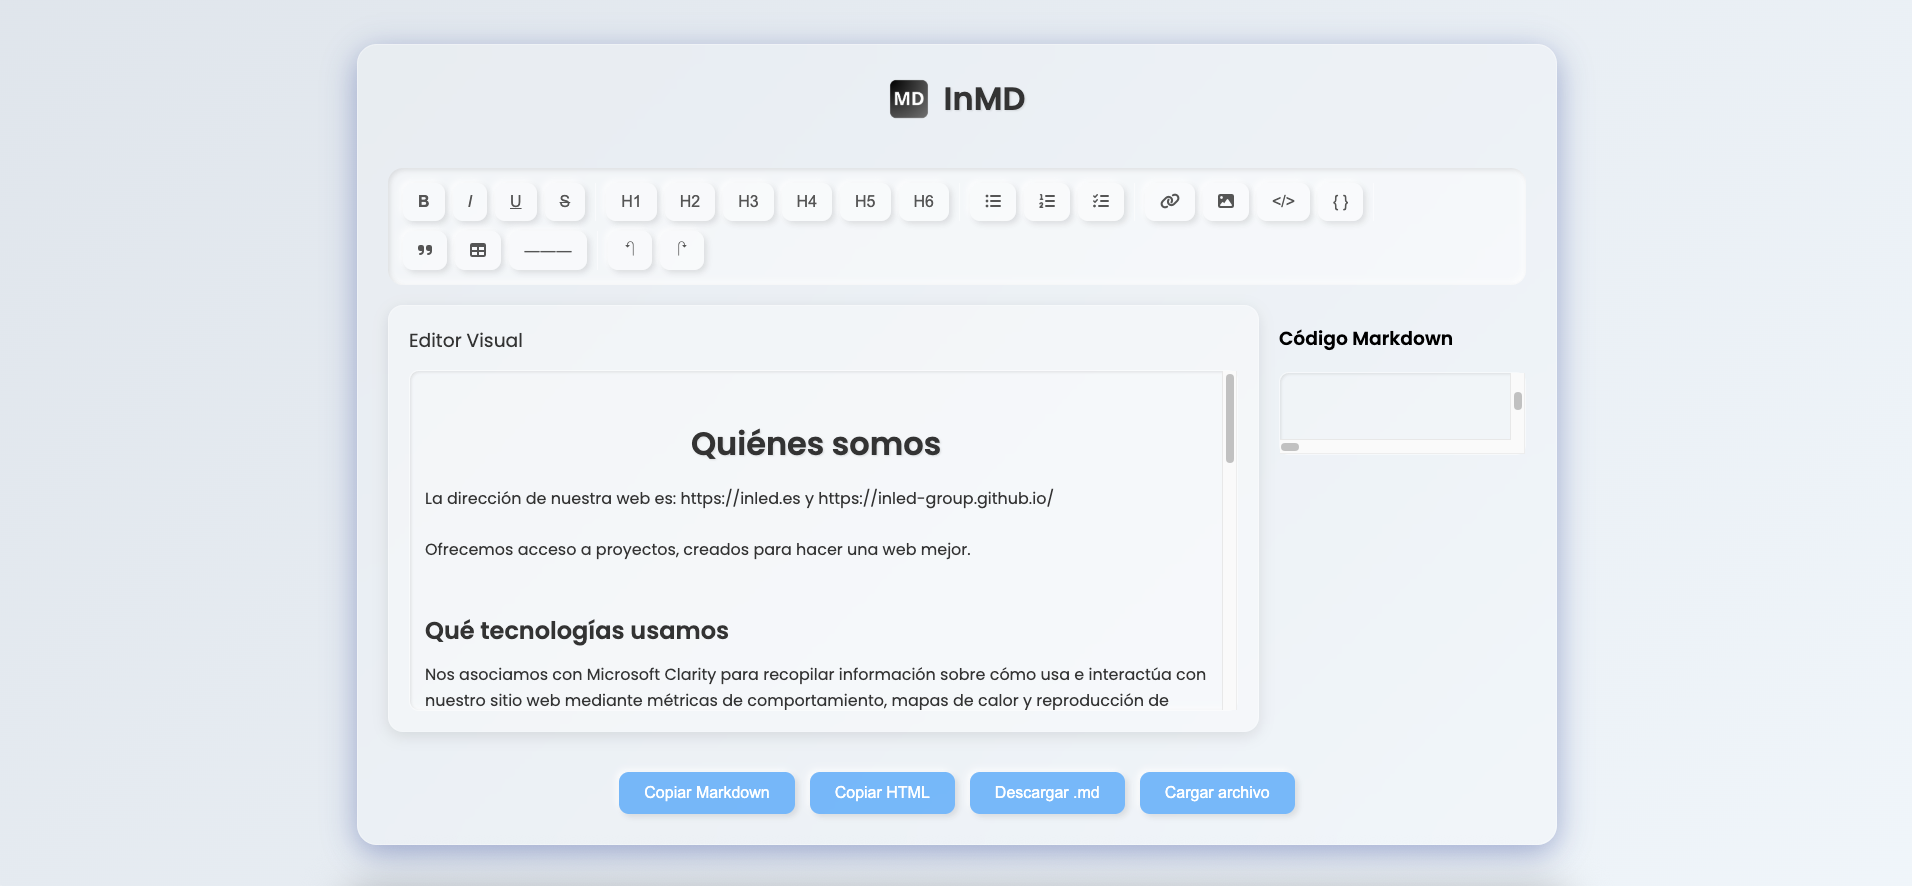 MD InMD
B I U S H1 H2 H3 H4 H5 H6 </> { }
Editor Visual
Código Markdown
Quiénes somos
La dirección de nuestra web es: https://inled.es y https://inled-group.github.io/
Ofrecemos acceso a proyectos, creados para hacer una web mejor.
Qué tecnologías usamos
Nos asociamos con Microsoft Clarity para recopilar información sobre cómo usa e interactúa con
nuestro sitio web mediante métricas de comportamiento, mapas de calor y reproducción de
Copiar Markdown Copiar HTML Descargar .md Cargar archivo